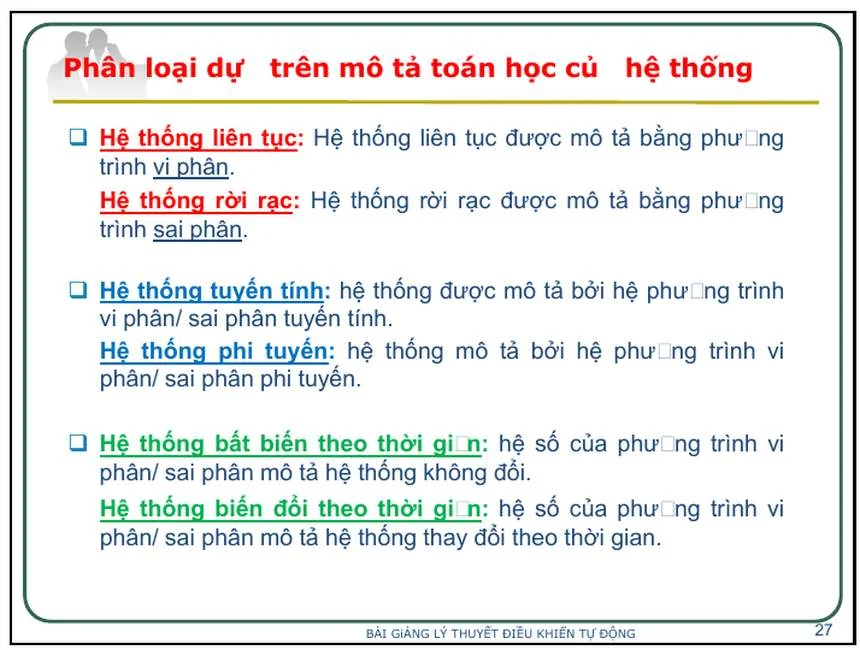 Phân loại dự trên mô tả toán học củ hệ thống
❑ Hệ thống liên tục: Hệ thống liên tục được mô tả bằng phư□ng
trình vi phân.
Hệ thống rời rạc: Hệ thống rời rạc được mô tả bằng phư□ng
trình sai phân.
❑ Hệ thống tuyến tính: hệ thống được mô tả bởi hệ phư□ng trình
vi phân/ sai phân tuyến tính.
Hệ thống phi tuyến: hệ thống mô tả bởi hệ phư□ng trình vi
phân/ sai phân phi tuyến.
❑ Hệ thống bất biến theo thời gi□n: hệ số của phư□ng trình vi
phân/ sai phân mô tả hệ thống không đổi.
Hệ thống biến đổi theo thời gi□n: hệ số của phư□ng trình vi
phân/ sai phân mô tả hệ thống thay đổi theo thời gian.
BÀI GiẢNG LÝ THUYẾT ĐIỀU KHIỂN TỰ ĐỘNG
27